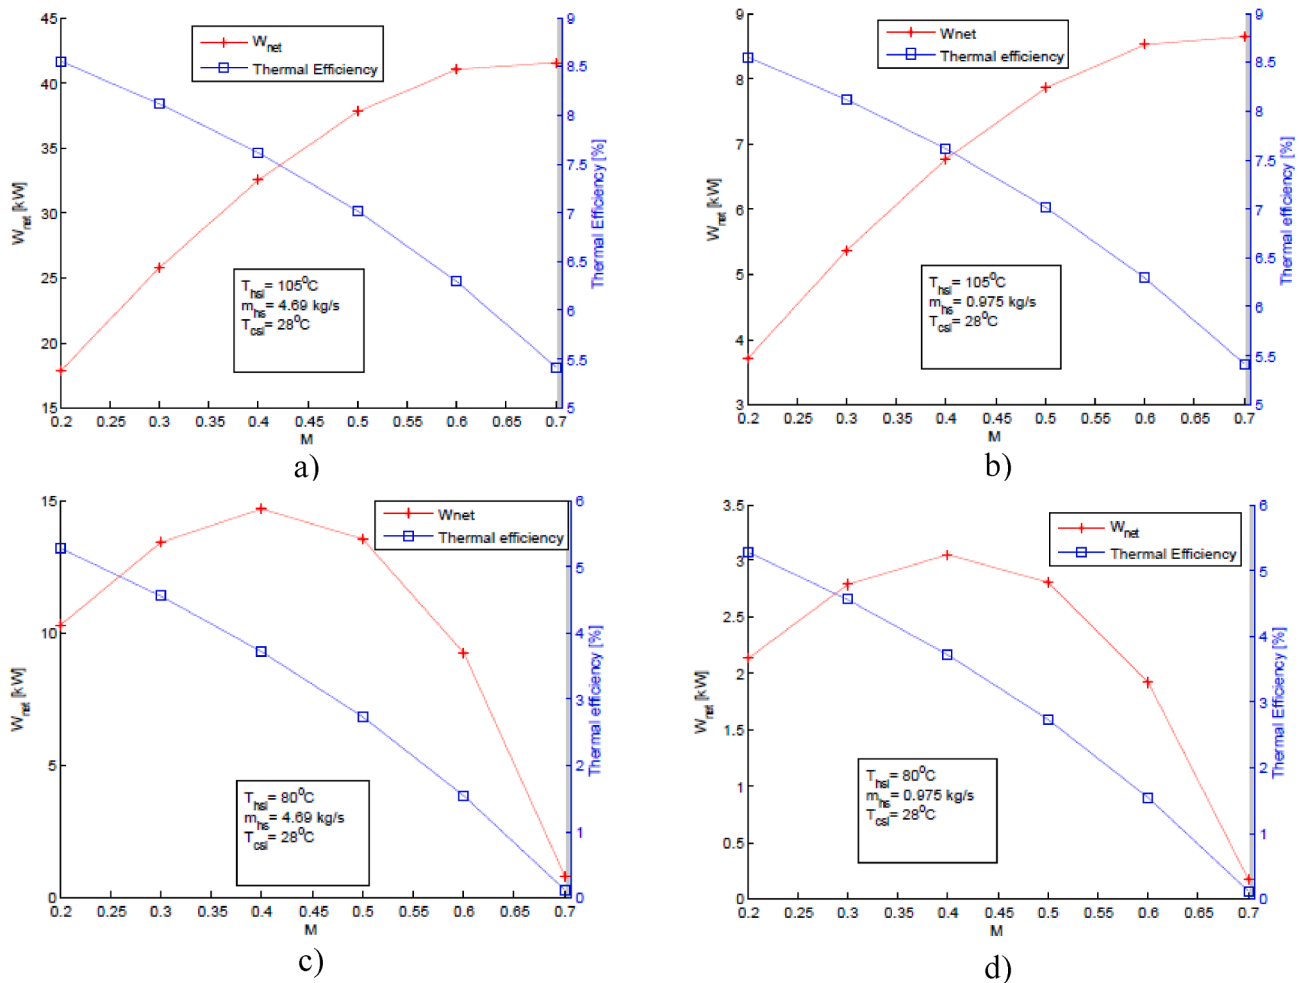 W_net
Thermal Efficiency
45
40
35
30
25
20
15
9
8.5
8
7.5
7
6.5
6
5.5
5
W_net [kW]
Thermal Efficiency [%]
T_hsi= 105⁰C
m_hs= 4.69 kg/s
T_csi= 28⁰C
0.2 0.25 0.3 0.35 0.4 0.45 0.5 0.55 0.6 0.65 0.7
M
a)
Wnet
Thermal efficiency
9
8
7
6
5
4
3
9
8.5
8
7.5
7
6.5
6
5.5
5
W_net [kW]
Thermal efficiency [%]
T_hsi= 105⁰C
m_hs= 0.975 kg/s
T_csi= 28⁰C
0.2 0.25 0.3 0.35 0.4 0.45 0.5 0.55 0.6 0.65 0.7
M
b)
Wnet
Thermal efficiency
15
10
5
0
6
5
4
3
2
1
0
W_net [kW]
Thermal efficiency [%]
T_hsi= 80⁰C
m_hs= 4.69 kg/s
T_csi= 28⁰C
0.2 0.25 0.3 0.35 0.4 0.45 0.5 0.55 0.6 0.65 0.7
M
c)
W_net
Thermal Efficiency
3.5
3
2.5
2
1.5
1
0.5
0
6
5
4
3
2
1
0
W_net [kW]
Thermal Efficiency [%]
T_hsi= 80⁰C
m_hs= 0.975 kg/s
T_csi= 28⁰C
0.2 0.25 0.3 0.35 0.4 0.45 0.5 0.55 0.6 0.65 0.7
M
d)